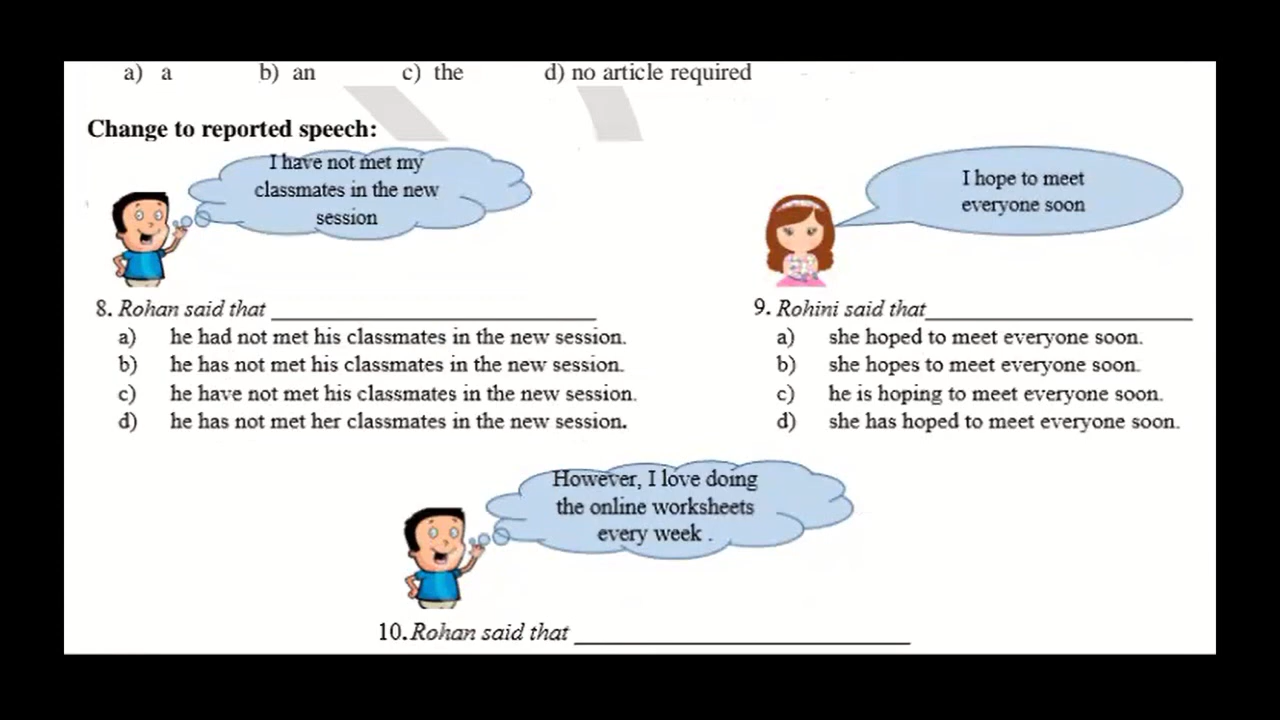 a) a b) an c) the d) no article required
Change to reported speech:
I have not met my
classmates in the new
session
I hope to meet
everyone soon
8. Rohan said that ______________________________
a) he had not met his classmates in the new session.
b) he has not met his classmates in the new session.
c) he have not met his classmates in the new session.
d) he has not met her classmates in the new session.
9. Rohini said that_________________________
a) she hoped to meet everyone soon.
b) she hopes to meet everyone soon.
c) he is hoping to meet everyone soon.
d) she has hoped to meet everyone soon.
However, I love doing
the online worksheets
every week .
10. Rohan said that ______________________________